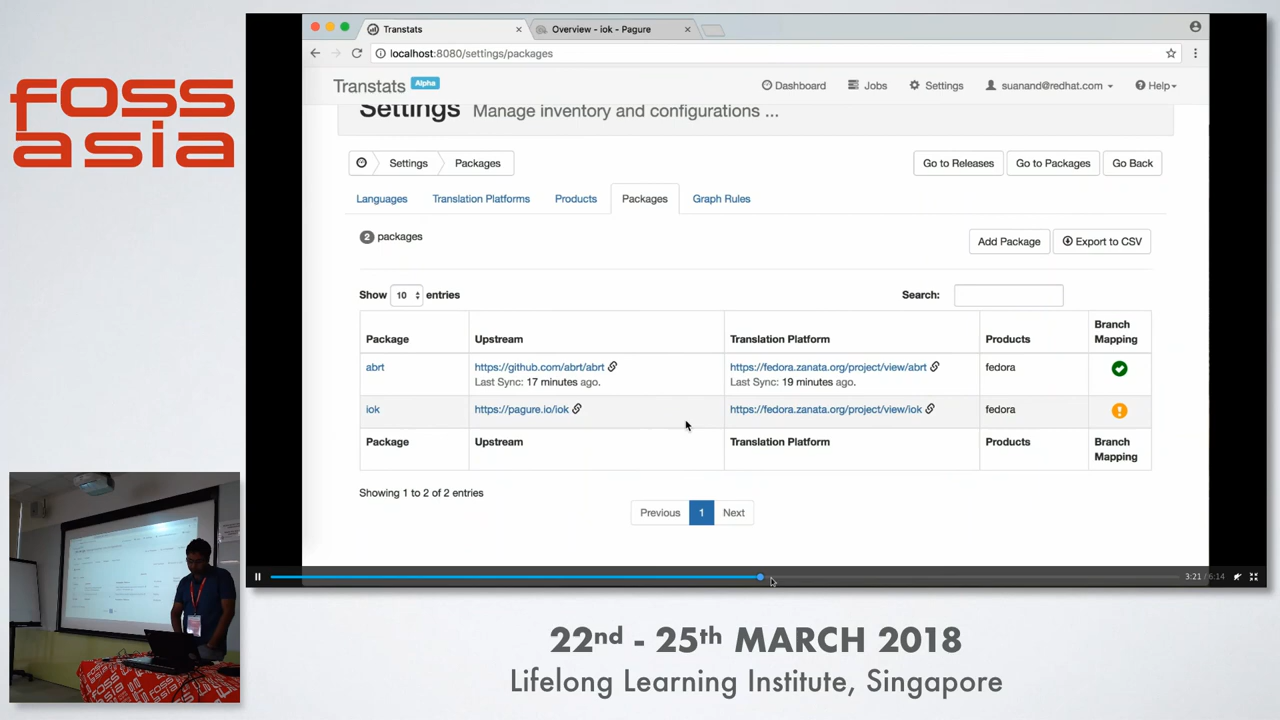 foss
asia
Transtats
Overview - iok - Pagure
localhost:8080/settings/packages
Transtats Alpha
Dashboard
Jobs
Settings
suanand@redhat.com
Help
Settings Manage inventory and configurations ...
Settings
Packages
Go to Releases
Go to Packages
Go Back
Languages
Translation Platforms
Products
Packages
Graph Rules
2 packages
Add Package
Export to CSV
Show 10 entries
Search:
Package
Upstream
Translation Platform
Products
Branch
Mapping
abrt
https://github.com/abrt/abrt
Last Sync: 17 minutes ago.
https://fedora.zanata.org/project/view/abrt
Last Sync: 19 minutes ago.
fedora
iok
https://pagure.io/iok
https://fedora.zanata.org/project/view/iok
fedora
Package
Upstream
Translation Platform
Products
Branch
Mapping
Showing 1 to 2 of 2 entries
Previous
1
Next
3:21 / 6:14
22nd - 25th MARCH 2018
Lifelong Learning Institute, Singapore
FOSS
ASIA